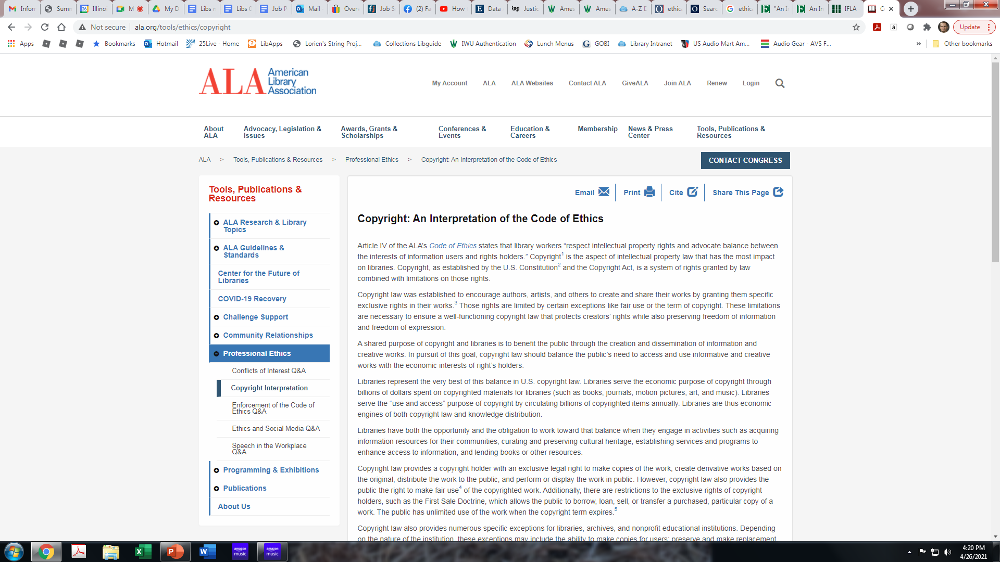 Infor Sumn 26 Illinoi M My D Libs r Libs C Job P Mail Over Job S (2) Fa How Data wp Justic Ames Ames A-Z D ethic Searc ethic "An I An In IFLA C
Not secure ala.org/tools/ethics/copyright Update
Apps Bookmarks Hotmail 25Live - Home LibApps Lorien's String Proj... Collections Libguide IWU Authentication Lunch Menus GOBI Library Intranet US Audio Mart Am... Audio Gear - AVS F... » Other bookmarks
ALA American
Library
Association
My Account ALA ALA Websites Contact ALA GiveALA Join ALA Renew Login
About
ALA
Advocacy, Legislation &
Issues
Awards, Grants &
Scholarships
Conferences &
Events
Education &
Careers
Membership
News & Press
Center
Tools, Publications &
Resources
ALA > Tools, Publications & Resources > Professional Ethics > Copyright: An Interpretation of the Code of Ethics
CONTACT CONGRESS
Tools, Publications &
Resources
ALA Research & Library
Topics
ALA Guidelines &
Standards
Center for the Future of
Libraries
COVID-19 Recovery
Challenge Support
Community Relationships
Professional Ethics
Conflicts of Interest Q&A
Copyright Interpretation
Enforcement of the Code of
Ethics Q&A
Ethics and Social Media Q&A
Speech in the Workplace
Q&A
Programming & Exhibitions
Publications
About Us
Email Print Cite Share This Page
Copyright: An Interpretation of the Code of Ethics
Article IV of the ALA's Code of Ethics states that library workers “respect intellectual property rights and advocate balance between
the interests of information users and rights holders.” Copyright1 is the aspect of intellectual property law that has the most impact
on libraries. Copyright, as established by the U.S. Constitution2 and the Copyright Act, is a system of rights granted by law
combined with limitations on those rights.
Copyright law was established to encourage authors, artists, and others to create and share their works by granting them specific
exclusive rights in their works.3 Those rights are limited by certain exceptions like fair use or the term of copyright. These limitations
are necessary to ensure a well-functioning copyright law that protects creators' rights while also preserving freedom of information
and freedom of expression.
A shared purpose of copyright and libraries is to benefit the public through the creation and dissemination of information and
creative works. In pursuit of this goal, copyright law should balance the public's need to access and use informative and creative
works with the economic interests of right's holders.
Libraries represent the very best of this balance in U.S. copyright law. Libraries serve the economic purpose of copyright through
billions of dollars spent on copyrighted materials for libraries (such as books, journals, motion pictures, art, and music). Libraries
serve the “use and access” purpose of copyright by circulating billions of copyrighted items annually. Libraries are thus economic
engines of both copyright law and knowledge distribution.
Libraries have both the opportunity and the obligation to work toward that balance when they engage in activities such as acquiring
information resources for their communities, curating and preserving cultural heritage, establishing services and programs to
enhance access to information, and lending books or other resources.
Copyright law provides a copyright holder with an exclusive legal right to make copies of the work, create derivative works based on
the original, distribute the work to the public, and perform or display the work in public. However, copyright law also provides the
public the right to make fair use4 of the copyrighted work. Additionally, there are restrictions to the exclusive rights of copyright
holders, such as the First Sale Doctrine, which allows the public to borrow, loan, sell, or transfer a purchased, particular copy of a
work. The public has unlimited use of the work when the copyright term expires.5
Copyright law also provides numerous specific exceptions for libraries, archives, and nonprofit educational institutions. Depending
on the nature of the institution, these exceptions may include the ability to make copies for users; preserve and make replacement
amazon
music
amazon
music
4:20 PM
4/26/2021